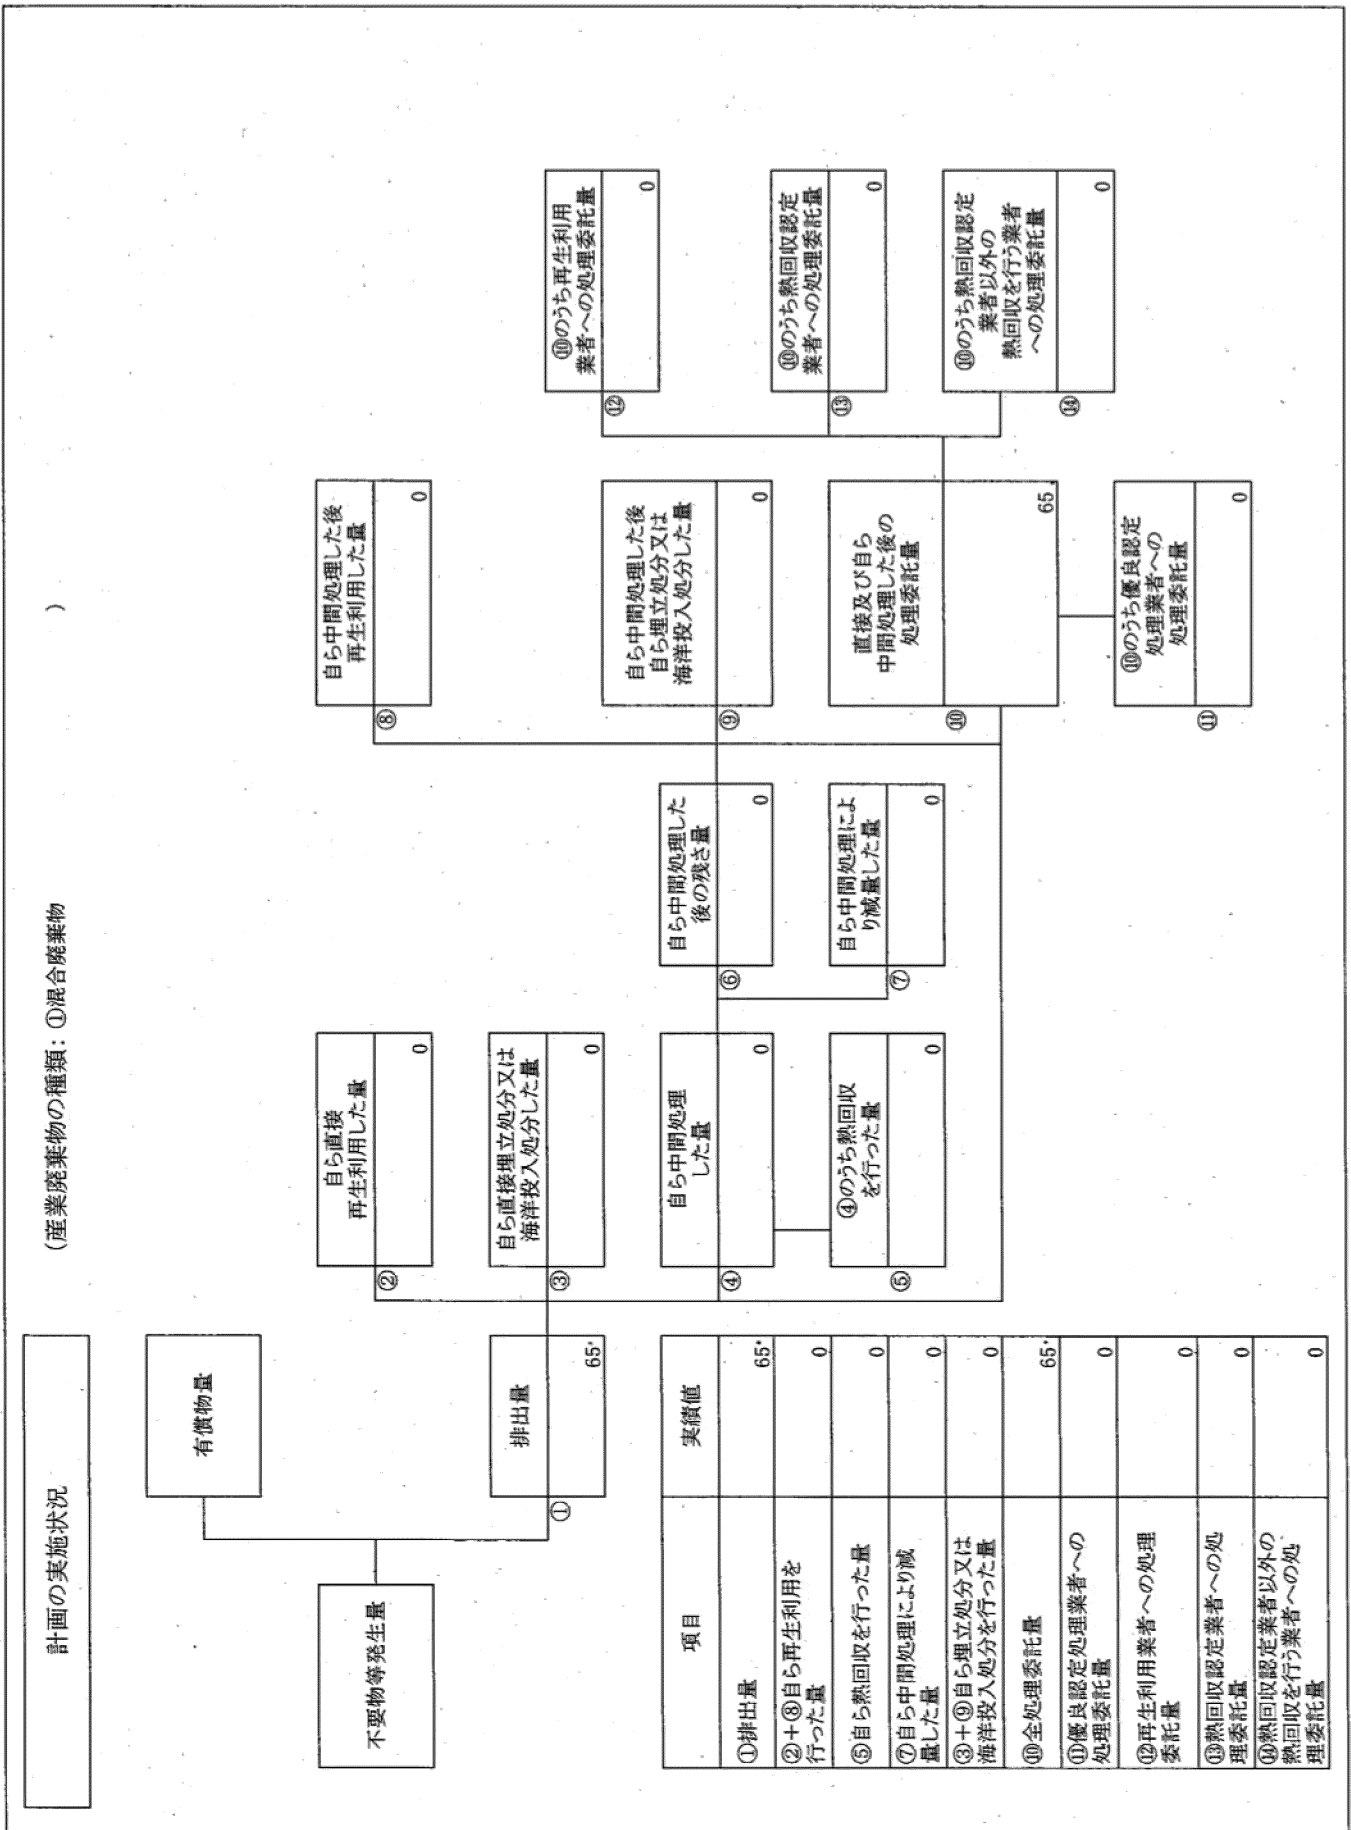 計画の実施状況
(産業廃棄物の種類：①混合廃棄物 )
不要物等発生量
有償物量
①
排出量
65
②
自ら直接
再生利用した量
0
③
自ら直接埋立処分又は
海洋投入処分した量
0
④
自ら中間処理
した量
0
⑤
④のうち熱回収
を行った量
0
⑥
自ら中間処理した
後の残さ量
0
⑦
自ら中間処理によ
り減量した量
0
⑧
自ら中間処理した後
再生利用した量
0
⑨
自ら中間処理した後
自ら埋立処分又は
海洋投入処分した量
0
⑩
直接及び自ら
中間処理した後の
処理委託量
65
⑪
⑩のうち優良認定
処理業者への
処理委託量
0
⑫
⑩のうち再生利用
業者への処理委託量
0
⑬
⑩のうち熱回収認定
業者への処理委託量
0
⑭
⑩のうち熱回収認定
業者以外の
熱回収を行う業者
への処理委託量
0
項目 実績値
①排出量 65
②＋⑧自ら再生利用を
行った量 0
⑤自ら熱回収を行った量 0
⑦自ら中間処理により減
量した量 0
③＋⑨自ら埋立処分又は
海洋投入処分を行った量 0
⑩全処理委託量 65
⑪優良認定処理業者への
処理委託量 0
⑫再生利用業者への処理
委託量 0
⑬熱回収認定業者への処
理委託量 0
⑭熱回収認定業者以外の
熱回収を行う業者への処
理委託量 0